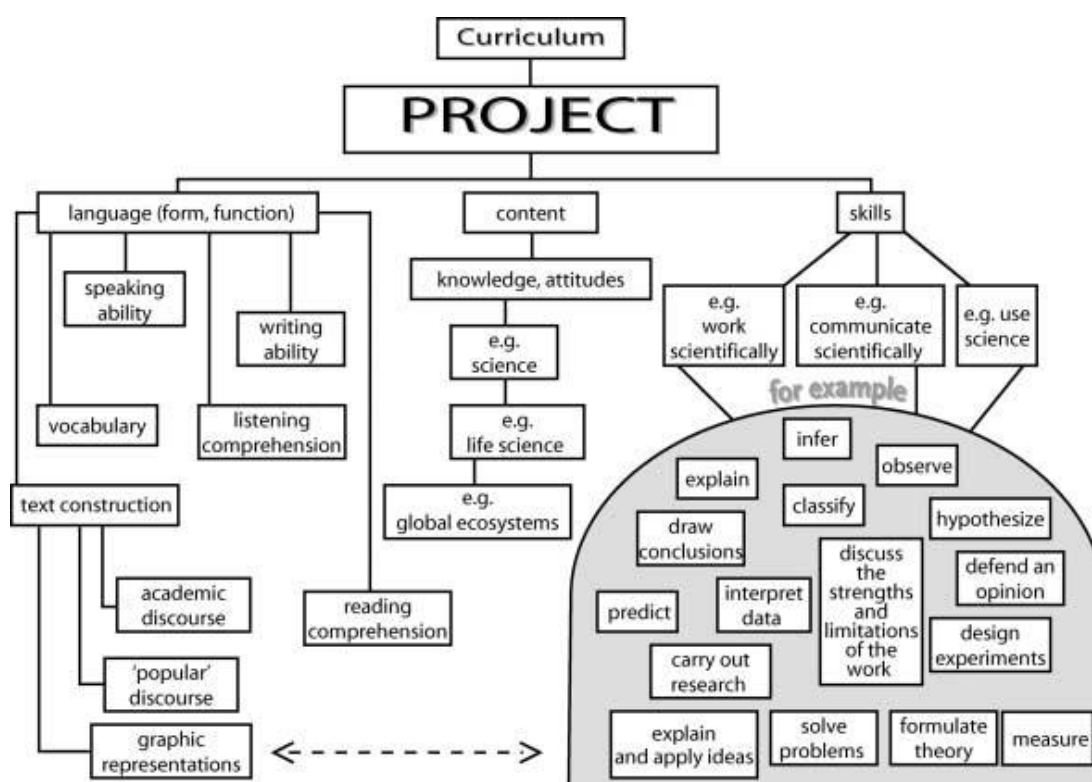 Curriculum
PROJECT
language (form, function)
content
skills
speaking
ability
writing
ability
vocabulary
listening
comprehension
text construction
academic
discourse
'popular'
discourse
graphic
representations
reading
comprehension
knowledge, attitudes
e.g.
science
e.g.
life science
e.g.
global ecosystems
e.g.
work
scientifically
e.g.
communicate
scientifically
e.g. use
science
for example
infer
observe
explain
classify
hypothesize
draw
conclusions
discuss
the
strengths
and
limitations
of the
work
defend an
opinion
predict
interpret
data
design
experiments
carry out
research
explain
and apply ideas
solve
problems
formulate
theory
measure